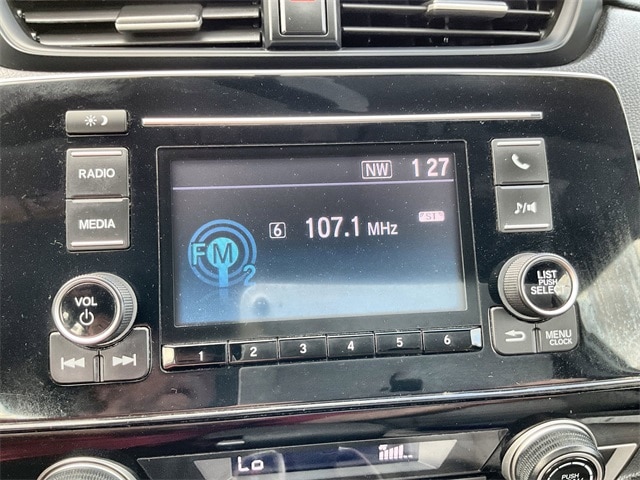 NW 1 27
RADIO
MEDIA
6 107.1 MHz ST
FM2
VOL
LIST
PUSH
SELECT
1 2 3 4 5 6
MENU
CLOCK
Lo
PUSH